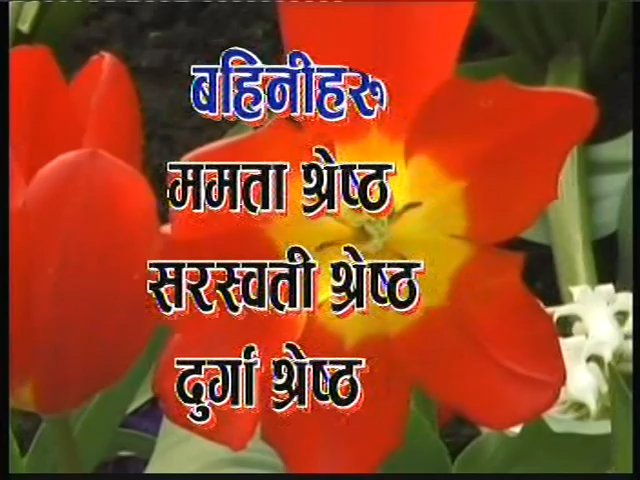 बहिनीहरु
ममता श्रेष्ठ
सरस्वती श्रेष्ठ
दुर्गा श्रेष्ठ